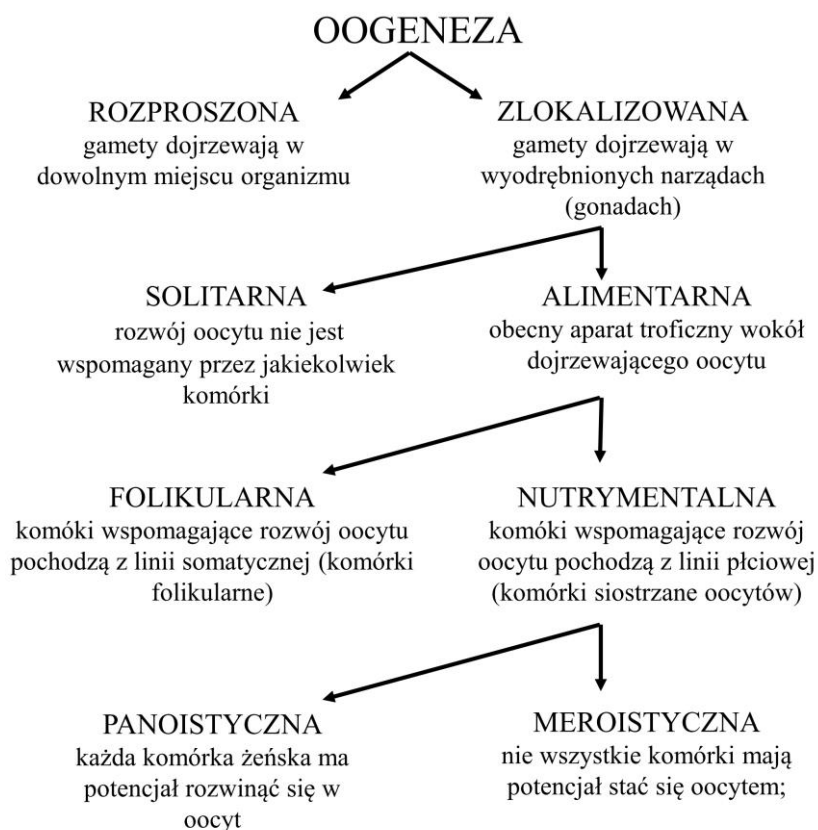 OOGENEZA
ROZPROSZONA
gamety dojrzewają w
dowolnym miejscu organizmu
ZLOKALIZOWANA
gamety dojrzewają w
wyodrębnionych narządach
(gonadach)
SOLITARNA
rozwój oocytu nie jest
wspomagany przez jakiekolwiek
komórki
ALIMENTARNA
obecny aparat troficzny wokół
dojrzewającego oocytu
FOLIKULARNA
komóki wspomagające rozwój oocytu
pochodzą z linii somatycznej (komórki
folikularne)
NUTRYMENTALNA
komóki wspomagające rozwój
oocytu pochodzą z linii płciowej
(komórki siostrzane oocytów)
PANOISTYCZNA
każda komórka żeńska ma
potencjał rozwinąć się w
oocyt
MEROISTYCZNA
nie wszystkie komórki mają
potencjał stać się oocytem;